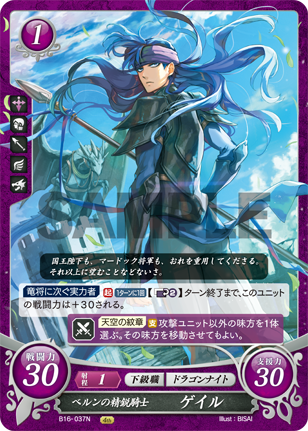 1
SAMPLE
国王陛下も、マードック将軍も、おれを重用してくださる。
それ以上に望むことなどないさ。
竜将に次ぐ実力者 起 1ターンに1回 【2】ターン終了まで、このユニット
の戦闘力は+30される。
天空の紋章 攻 攻撃ユニット以外の味方を1体
選ぶ。その味方を移動させてもよい。
戦闘力
30
射程 1 下級職 ドラゴンナイト
支援力
30
ベルンの精鋭騎士 ゲイル
B16-037N
Illust : BISAI